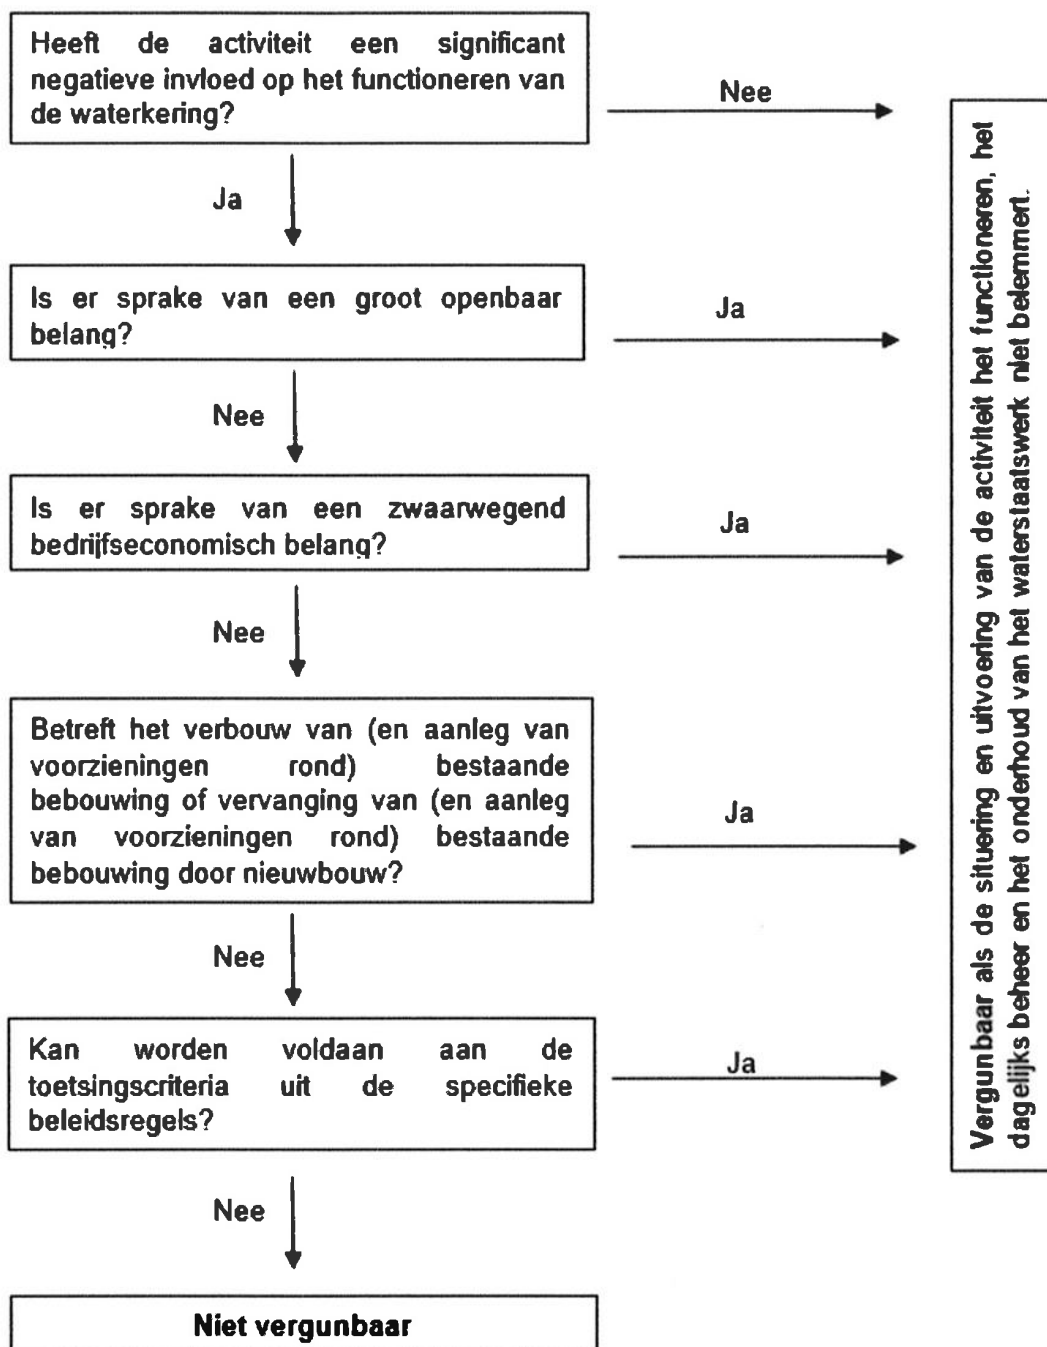 Heeft de activiteit een significant
negatieve invloed op het functioneren van
de waterkering?
Nee
Ja
Is er sprake van een groot openbaar
belang?
Ja
Nee
Is er sprake van een zwaarwegend
bedrijfseconomisch belang?
Ja
Nee
Betreft het verbouw van (en aanleg van
voorzieningen rond) bestaande
bebouwing of vervanging van (en aanleg
van voorzieningen rond) bestaande
bebouwing door nieuwbouw?
Ja
Nee
Kan worden voldaan aan de
toetsingscriteria uit de specifieke
beleidsregels?
Ja
Nee
Niet vergunbaar
Vergunbaar als de situering en uitvoering van de activiteit het functioneren, het
dagelijks beheer en het onderhoud van het waterstaatswerk niet belemmert.